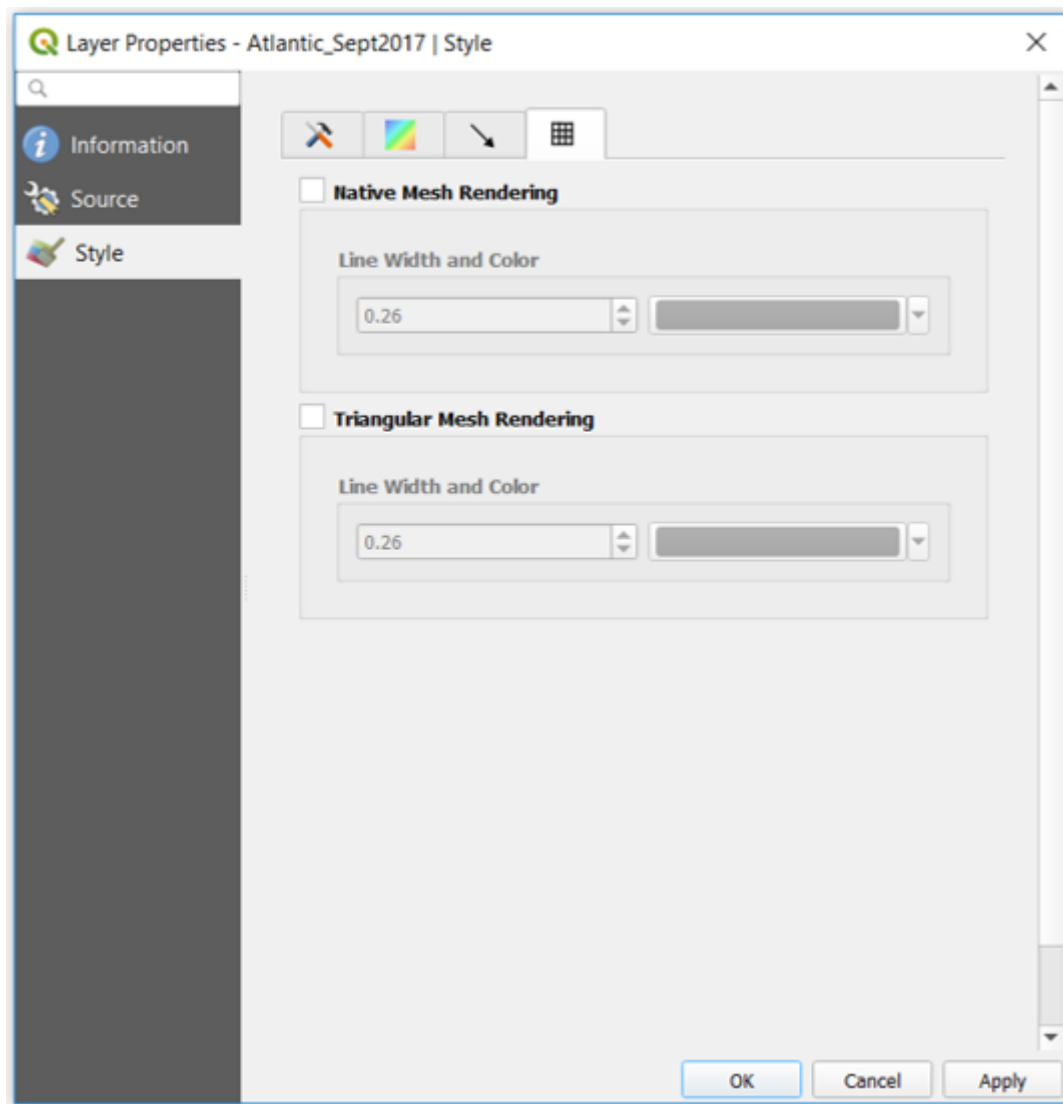 Layer Properties - Atlantic_Sept2017 | Style
Information
Source
Style
Native Mesh Rendering
Line Width and Color
0.26
Triangular Mesh Rendering
Line Width and Color
0.26
OK Cancel Apply